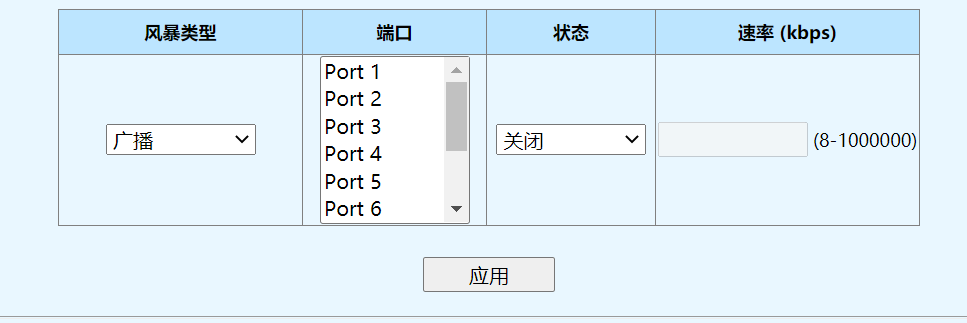 风暴类型 端口 状态 速率 (kbps)
广播
Port 1
Port 2
Port 3
Port 4
Port 5
Port 6
关闭
(8-1000000)
应用